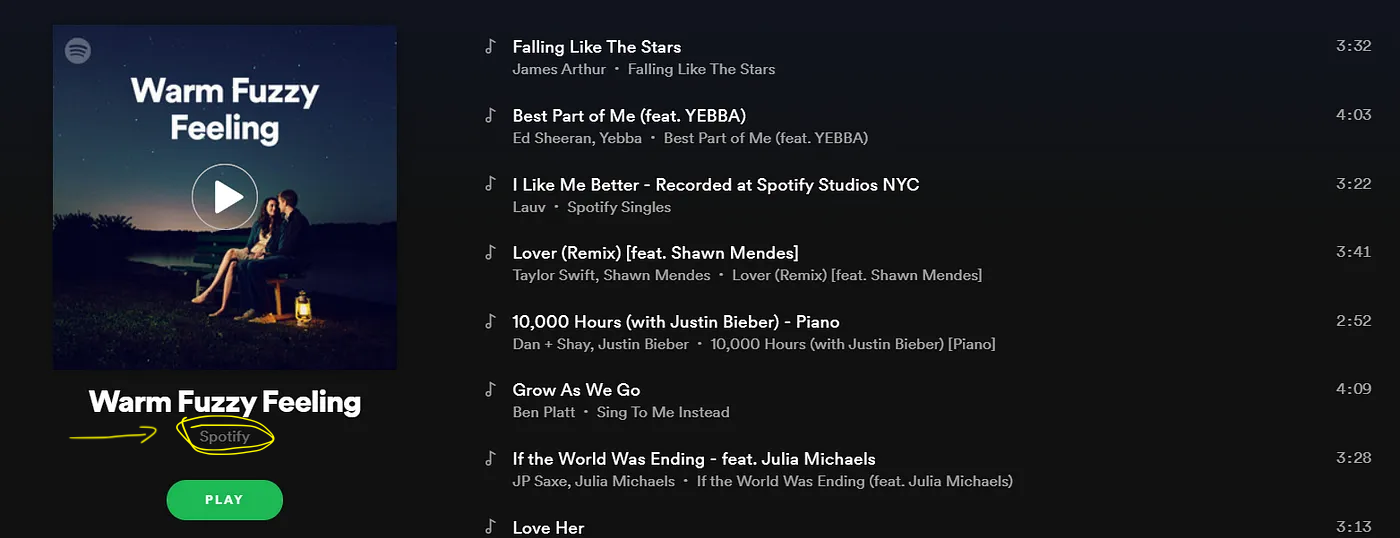 Warm Fuzzy
Feeling
Warm Fuzzy Feeling
Spotify
PLAY
Falling Like The Stars
3:32
James Arthur • Falling Like The Stars
Best Part of Me (feat. YEBBA)
4:03
Ed Sheeran, Yebba • Best Part of Me (feat. YEBBA)
I Like Me Better - Recorded at Spotify Studios NYC
3:22
Lauv • Spotify Singles
Lover (Remix) [feat. Shawn Mendes]
3:41
Taylor Swift, Shawn Mendes • Lover (Remix) [feat. Shawn Mendes]
10,000 Hours (with Justin Bieber) - Piano
2:52
Dan + Shay, Justin Bieber • 10,000 Hours (with Justin Bieber) [Piano]
Grow As We Go
4:09
Ben Platt • Sing To Me Instead
If the World Was Ending - feat. Julia Michaels
3:28
JP Saxe, Julia Michaels • If the World Was Ending (feat. Julia Michaels)
Love Her
3:13